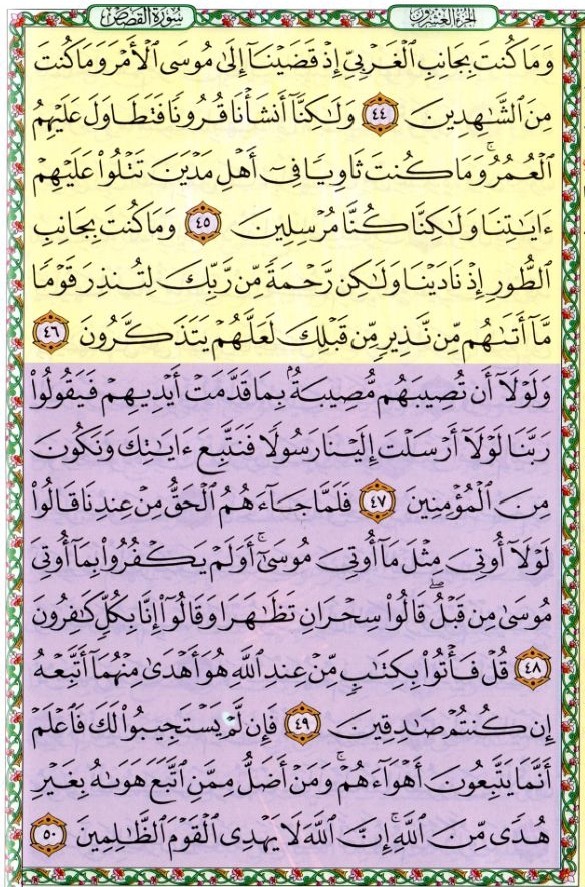 سورة القصص
الجزء العشرون
وَمَا كُنتَ بِجَانِبِ ٱلْغَرْبِيِّ إِذْ قَضَيْنَآ إِلَىٰ مُوسَى ٱلْأَمْرَ وَمَا كُنتَ
مِنَ ٱلشَّـٰهِدِينَ ٤٤ وَلَـٰكِنَّآ أَنشَأْنَا قُرُونًا فَتَطَاوَلَ عَلَيْهِمُ
ٱلْعُمُرُ ۚ وَمَا كُنتَ ثَاوِيًا فِىٓ أَهْلِ مَدْيَنَ تَتْلُوا۟ عَلَيْهِمْ
ءَايَـٰتِنَا وَلَـٰكِنَّا كُنَّا مُرْسِلِينَ ٤٥ وَمَا كُنتَ بِجَانِبِ
ٱلطُّورِ إِذْ نَادَيْنَا وَلَـٰكِن رَّحْمَةً مِّن رَّبِّكَ لِتُنذِرَ قَوْمًا
مَّآ أَتَىٰهُم مِّن نَّذِيرٍ مِّن قَبْلِكَ لَعَلَّهُمْ يَتَذَكَّرُونَ ٤٦
وَلَوْلَآ أَن تُصِيبَهُم مُّصِيبَةٌۢ بِمَا قَدَّمَتْ أَيْدِيهِمْ فَيَقُولُوا۟
رَبَّنَا لَوْلَآ أَرْسَلْتَ إِلَيْنَا رَسُولًا فَنَتَّبِعَ ءَايَـٰتِكَ وَنَكُونَ
مِنَ ٱلْمُؤْمِنِينَ ٤٧ فَلَمَّا جَآءَهُمُ ٱلْحَقُّ مِنْ عِندِنَا قَالُوا۟
لَوْلَآ أُوتِىَ مِثْلَ مَآ أُوتِىَ مُوسَىٰٓ ۚ أَوَلَمْ يَكْفُرُوا۟ بِمَآ أُوتِىَ
مُوسَىٰ مِن قَبْلُ ۖ قَالُوا۟ سِحْرَانِ تَظَـٰهَرَا وَقَالُوٓا۟ إِنَّا بِكُلٍّ كَـٰفِرُونَ
٤٨ قُلْ فَأْتُوا۟ بِكِتَـٰبٍ مِّنْ عِندِ ٱللَّهِ هُوَ أَهْدَىٰ مِنْهُمَآ أَتَّبِعْهُ
إِن كُنتُمْ صَـٰدِقِينَ ٤٩ فَإِن لَّمْ يَسْتَجِيبُوا۟ لَكَ فَٱعْلَمْ
أَنَّمَا يَتَّبِعُونَ أَهْوَآءَهُمْ ۚ وَمَنْ أَضَلُّ مِمَّنِ ٱتَّبَعَ هَوَىٰهُ بِغَيْرِ
هُدًى مِّنَ ٱللَّهِ ۚ إِنَّ ٱللَّهَ لَا يَهْدِى ٱلْقَوْمَ ٱلظَّـٰلِمِينَ ٥٠